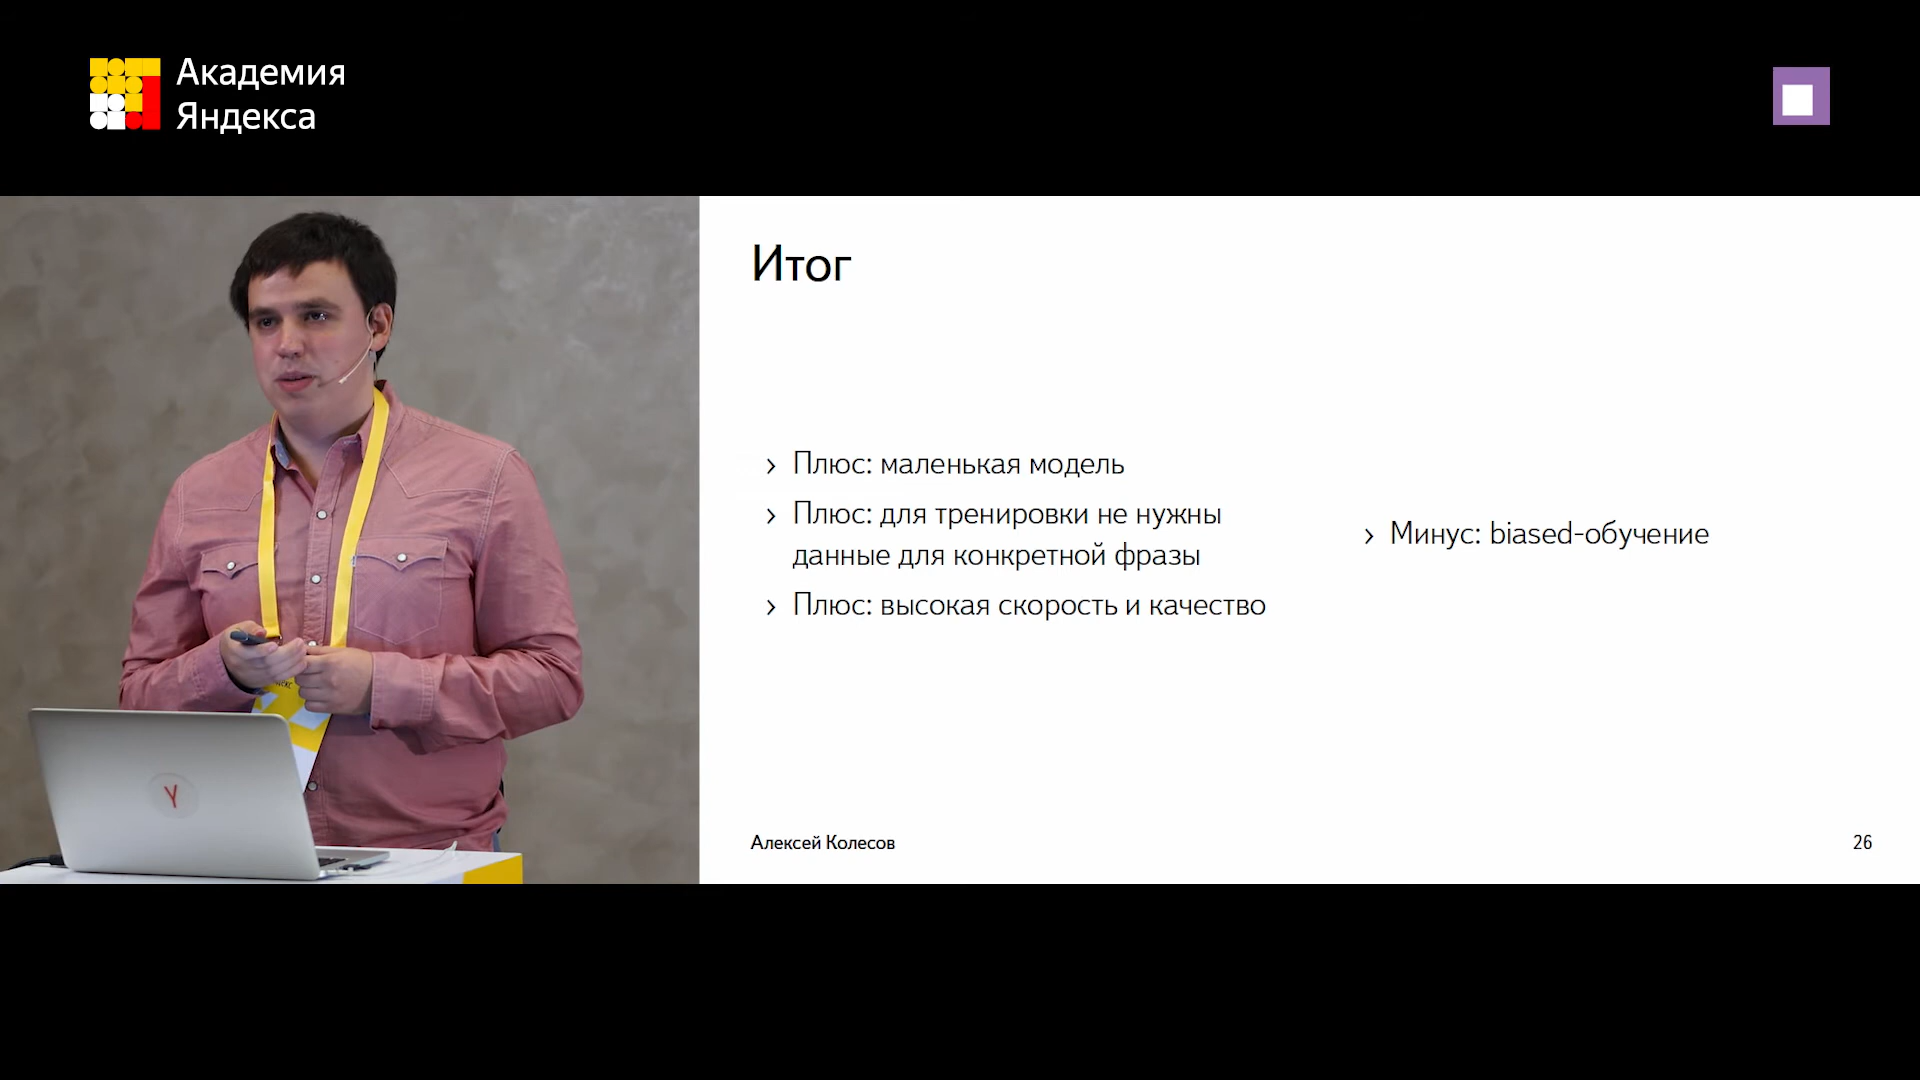 Академия
Яндекса
Итог
› Плюс: маленькая модель
› Плюс: для тренировки не нужны
данные для конкретной фразы
› Плюс: высокая скорость и качество
› Минус: biased-обучение
Алексей Колесов
26
Y